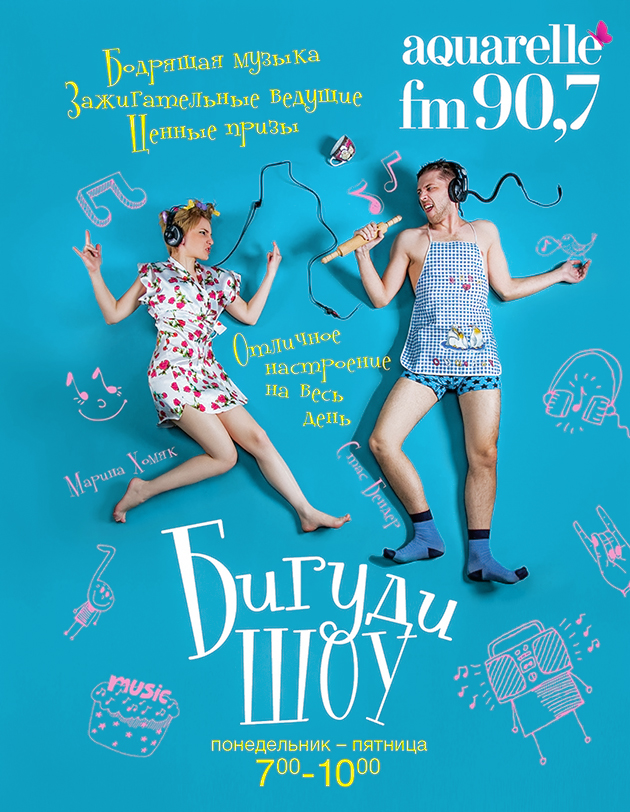 Бодрящая музыка
Зажигательные ведущие
Ценные призы
aquarelle
fm 90,7
Отличное
настроение
на весь
день
Марина Хомяк
Стас Бендер
Бигуди
ШОУ
music
понедельник – пятница
7⁰⁰-10⁰⁰